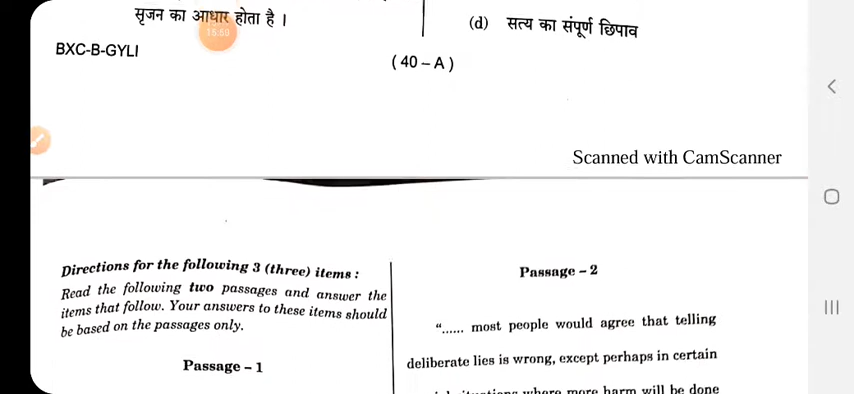 सृजन का आधार होता है ।
15:59
BXC-B-GYLI
(d) सत्य का संपूर्ण छिपाव
( 40 – A )
Scanned with CamScanner
Directions for the following 3 (three) items :
Read the following two passages and answer the
items that follow. Your answers to these items should
be based on the passages only.
Passage – 1
Passage – 2
“...... most people would agree that telling
deliberate lies is wrong, except perhaps in certain
where more harm will be done